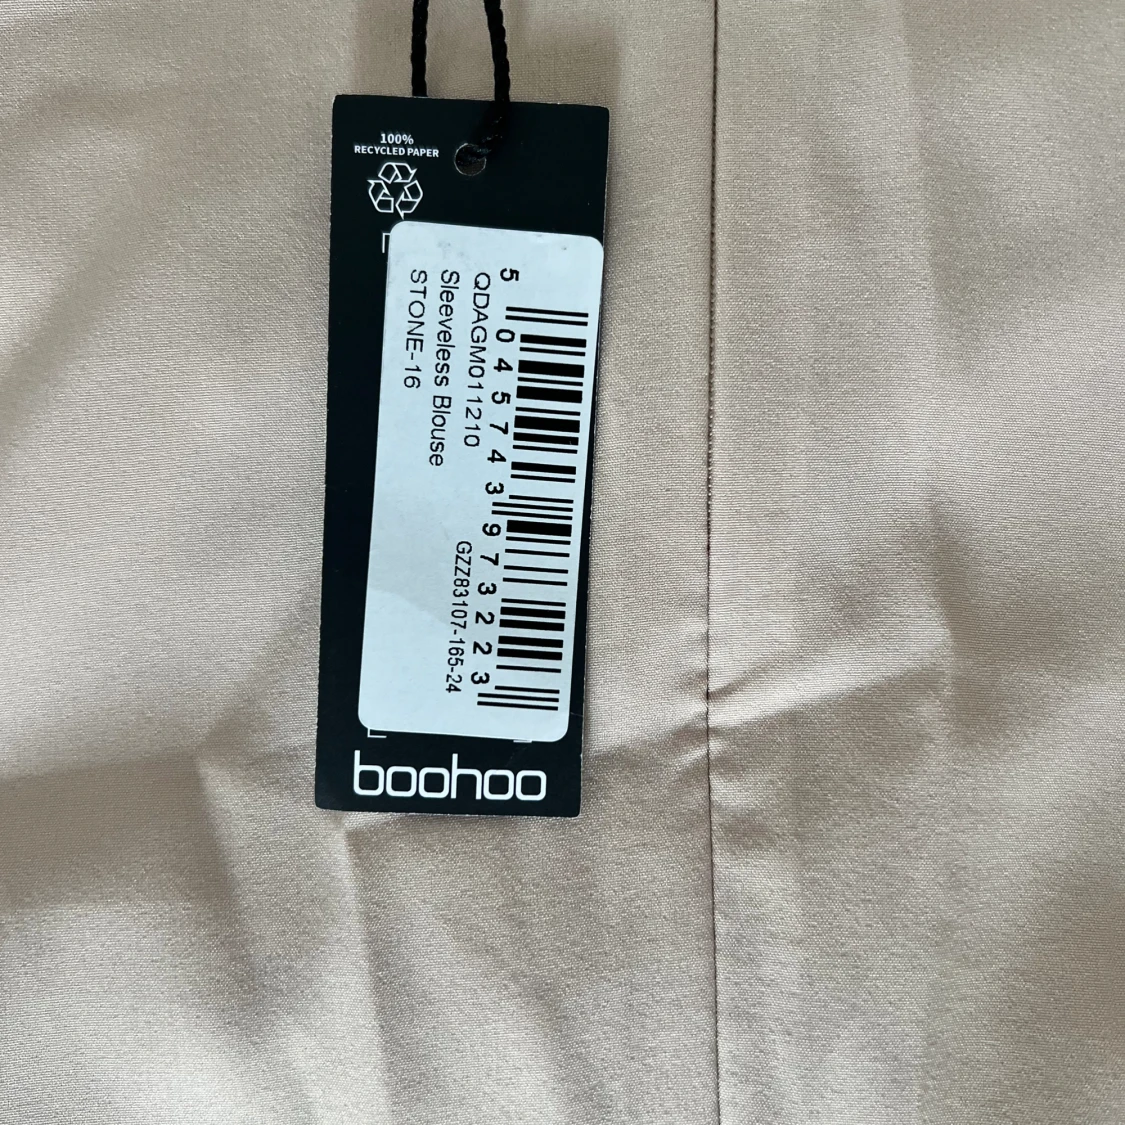 100%
RECYCLED PAPER
5 045743 973223
QDAGM011210
GZZ83107-165-24
Sleeveless Blouse
STONE-16
boohoo